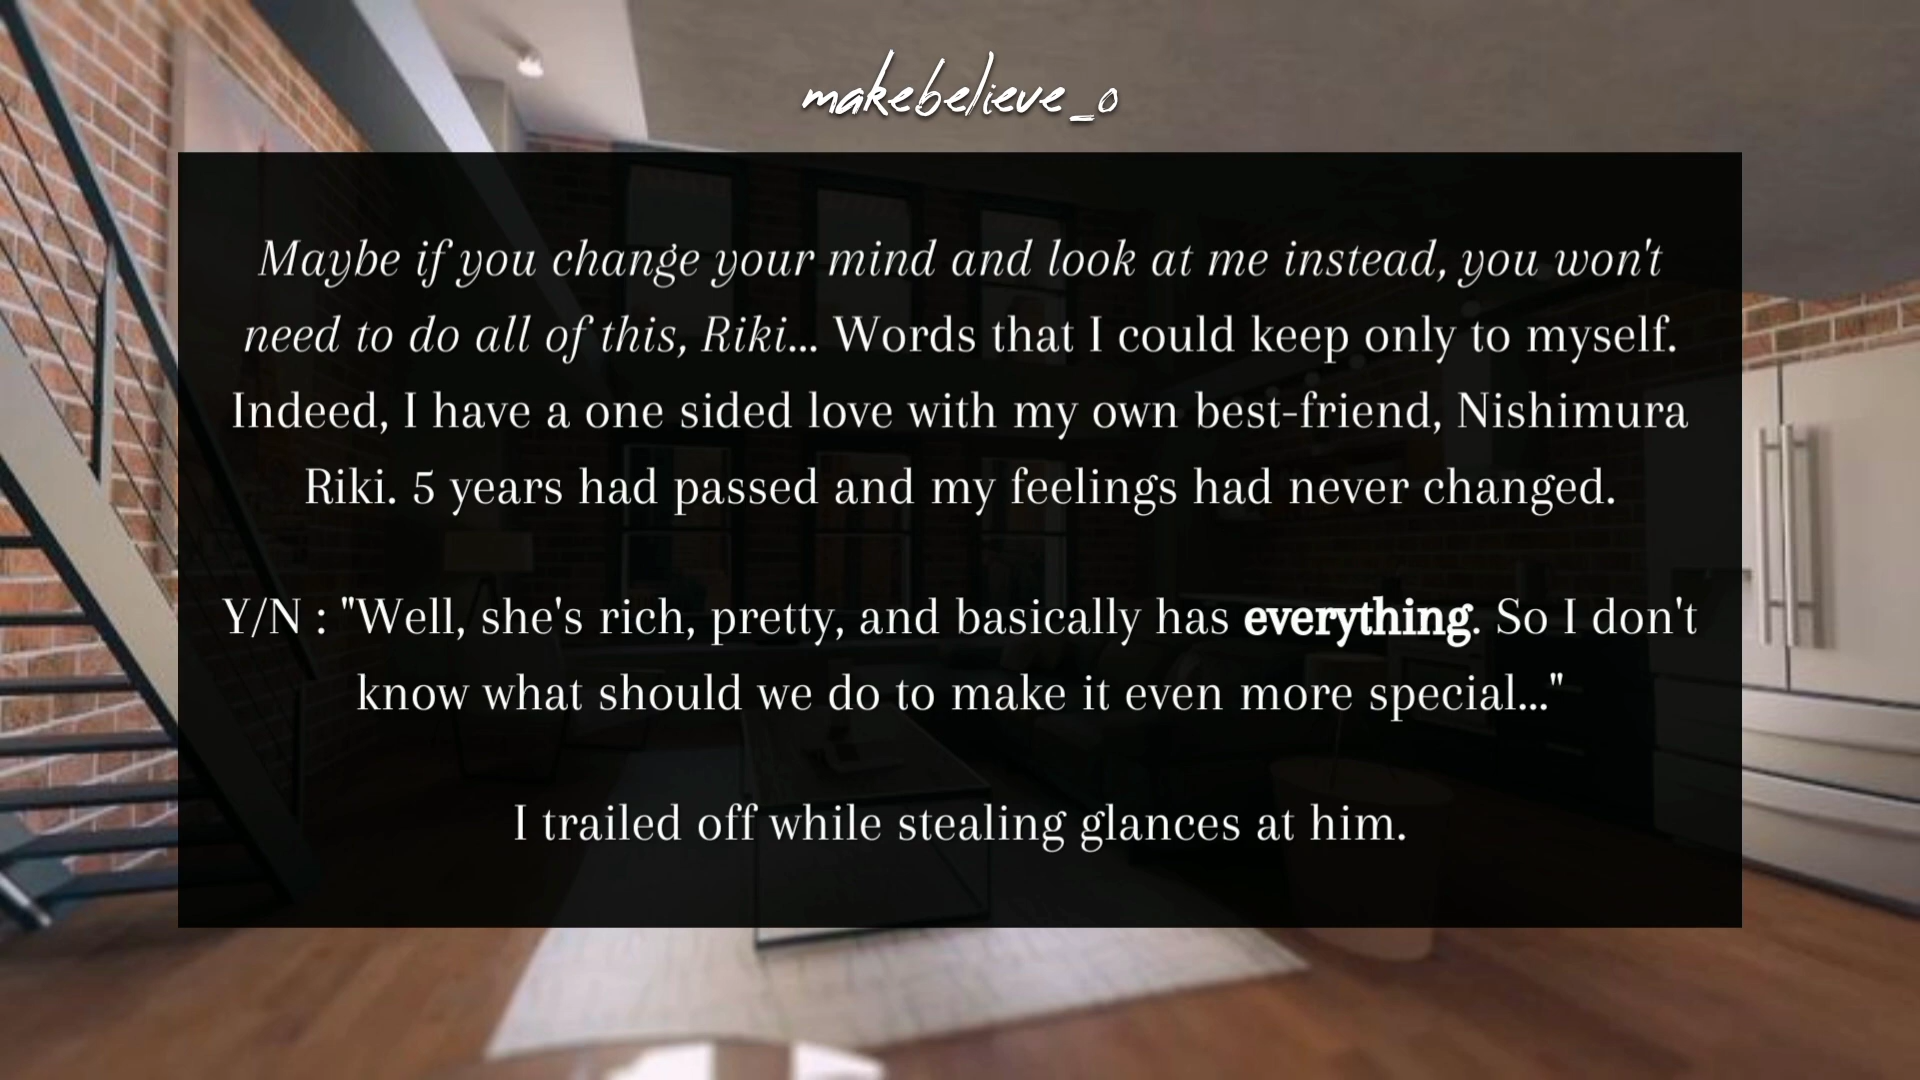 makebelieve_o
Maybe if you change your mind and look at me instead, you won't
need to do all of this, Riki... Words that I could keep only to myself.
Indeed, I have a one sided love with my own best-friend, Nishimura
Riki. 5 years had passed and my feelings had never changed.
Y/N : "Well, she's rich, pretty, and basically has everything. So I don't
know what should we do to make it even more special..."
I trailed off while stealing glances at him.